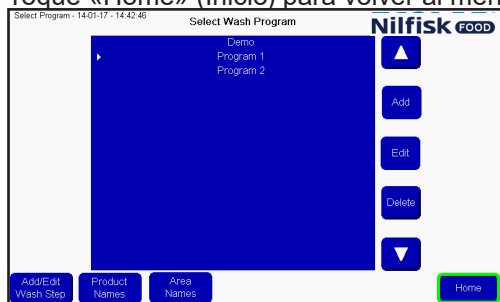 Toque «Home» (Inicio) para volver al men
Select Program - 14-01-17 - 14:42:46
Select Wash Program
Nilfisk FOOD
Demo
Program 1
Program 2
Add
Edit
Delete
Add/Edit
Wash Step
Product
Names
Area
Names
Home